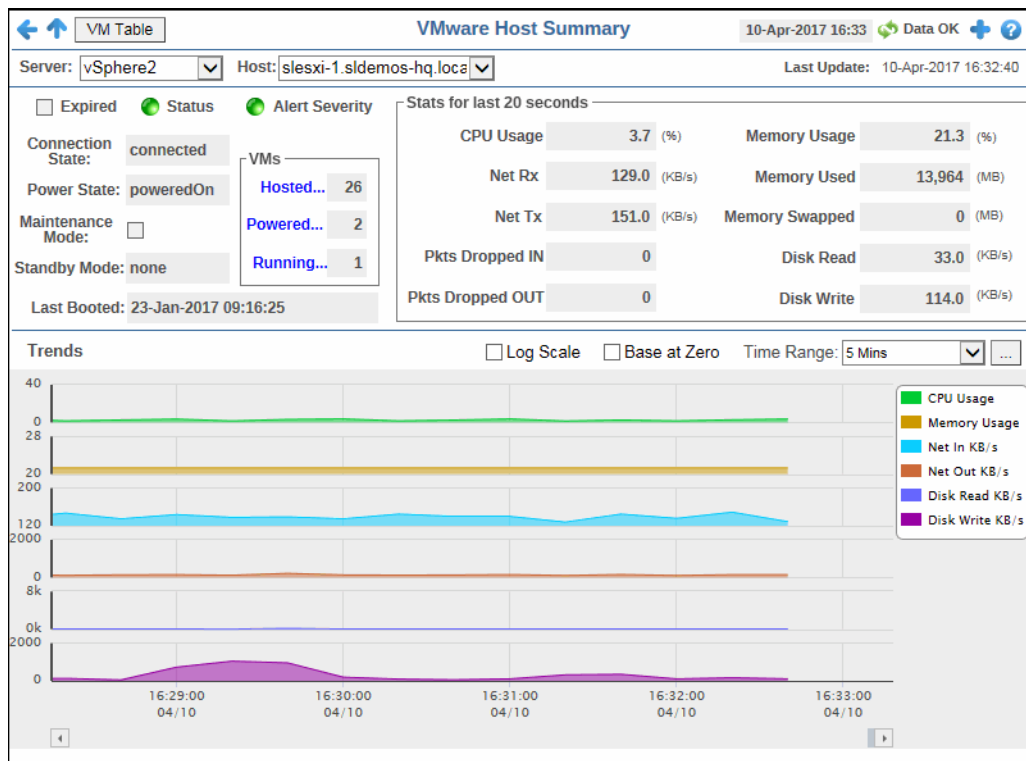 VM Table
VMware Host Summary
10-Apr-2017 16:33
Data OK
Server: vSphere2
Host: slesxi-1.sldemos-hq.loca
Last Update: 10-Apr-2017 16:32:40
Expired
Status
Alert Severity
Connection State: connected
Power State: poweredOn
Maintenance Mode:
Standby Mode: none
Last Booted: 23-Jan-2017 09:16:25
VMs
Hosted... 26
Powered... 2
Running... 1
Stats for last 20 seconds
CPU Usage 3.7 (%)
Memory Usage 21.3 (%)
Net Rx 129.0 (KB/s)
Memory Used 13,964 (MB)
Net Tx 151.0 (KB/s)
Memory Swapped 0 (MB)
Pkts Dropped IN 0
Disk Read 33.0 (KB/s)
Pkts Dropped OUT 0
Disk Write 114.0 (KB/s)
Trends
Log Scale
Base at Zero
Time Range: 5 Mins
...
40
0
28
20
200
120
2000
0
8k
0k
2000
0
16:29:00 16:30:00 16:31:00 16:32:00 16:33:00
04/10 04/10 04/10 04/10 04/10
CPU Usage
Memory Usage
Net In KB/s
Net Out KB/s
Disk Read KB/s
Disk Write KB/s